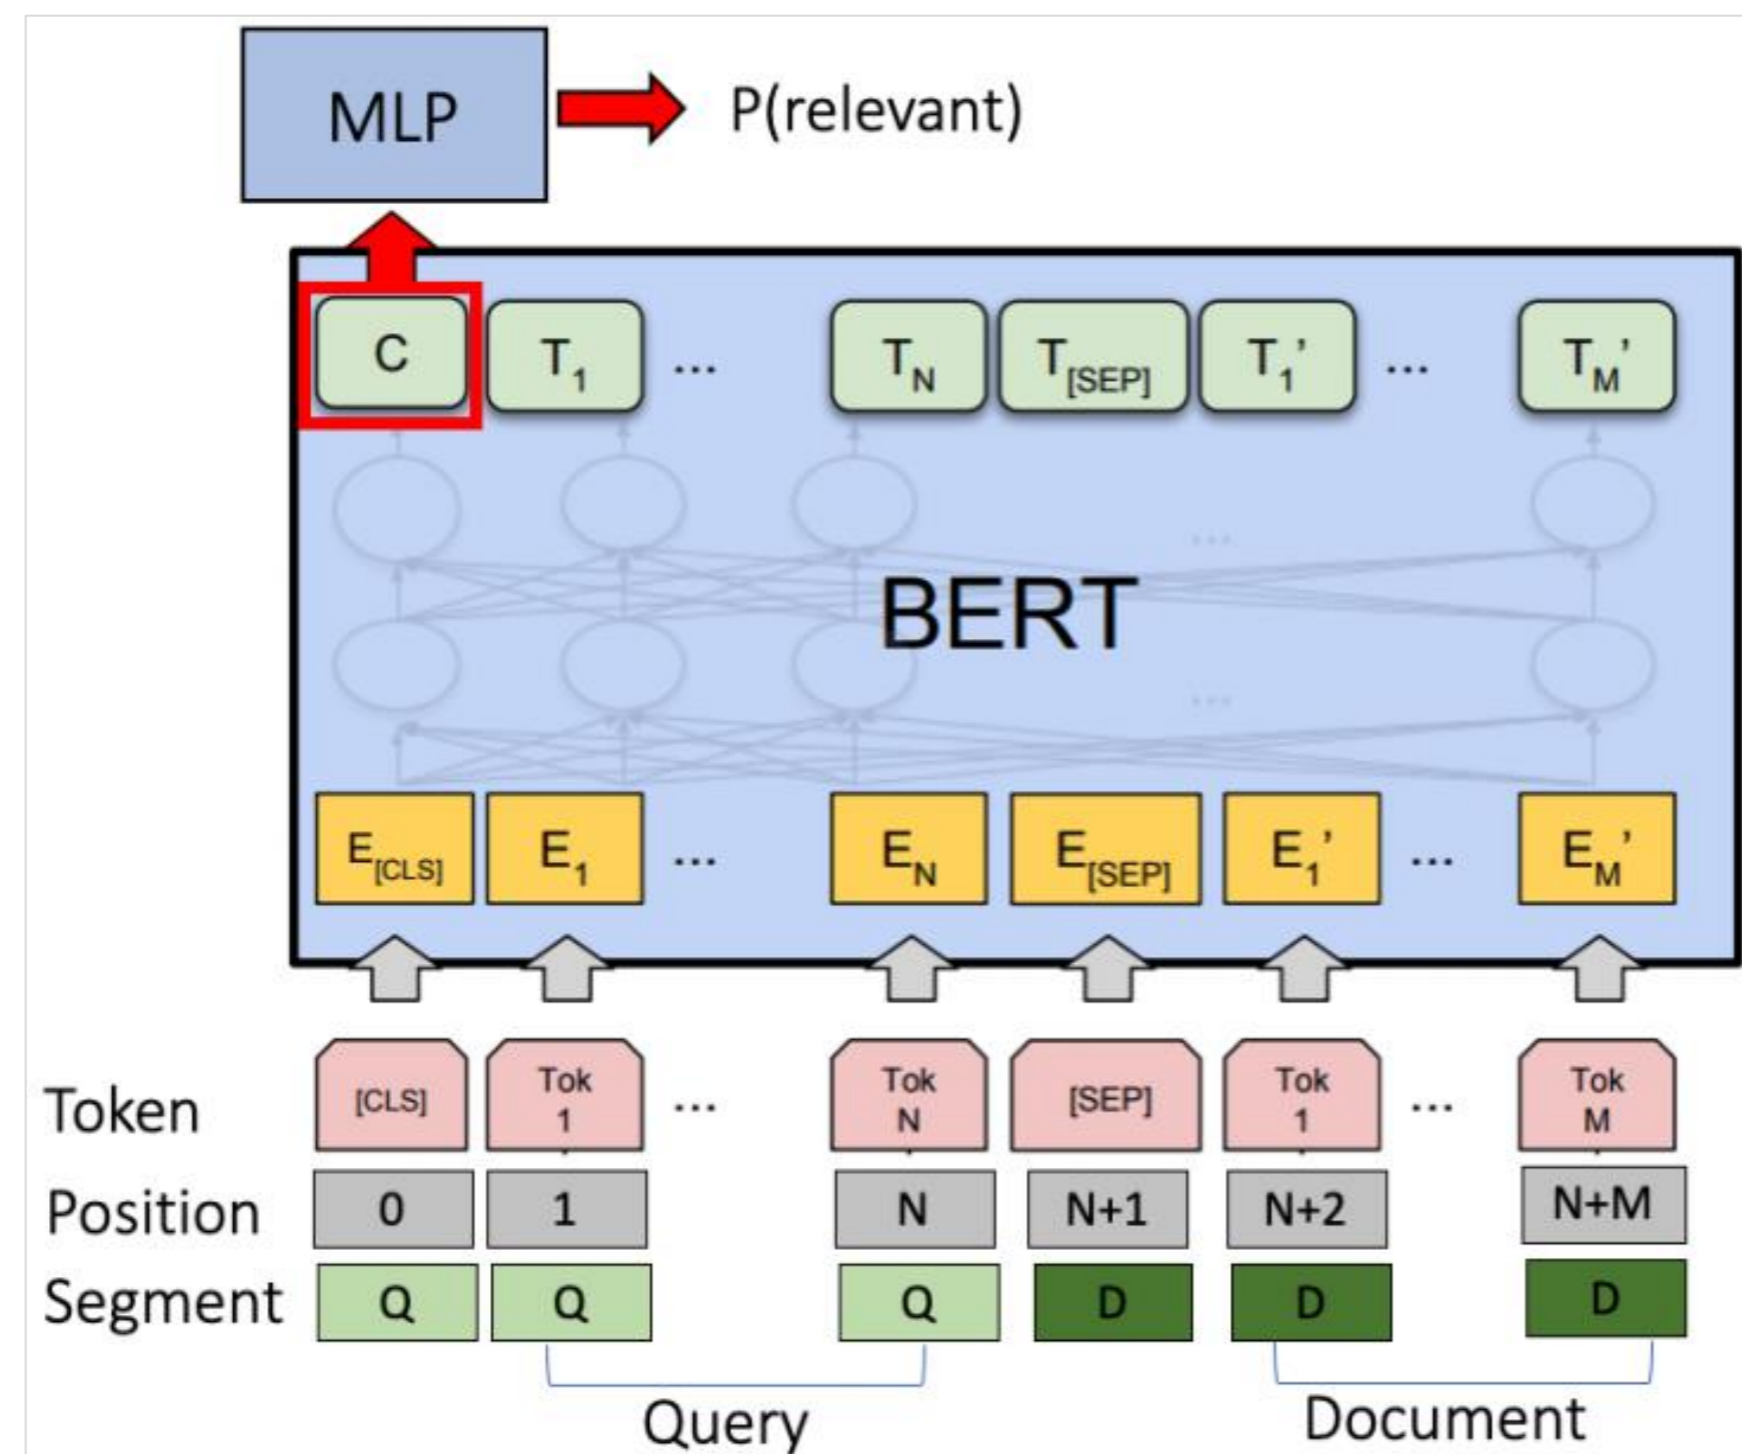 MLP P(relevant)
C T1 ... TN T[SEP] T1' ... TM'
...
BERT
...
E[CLS] E1 ... EN E[SEP] E1' ... EM'
Token [CLS] Tok 1 ... Tok N [SEP] Tok 1 ... Tok M
Position 0 1 N N+1 N+2 N+M
Segment Q Q Q D D D
Query Document